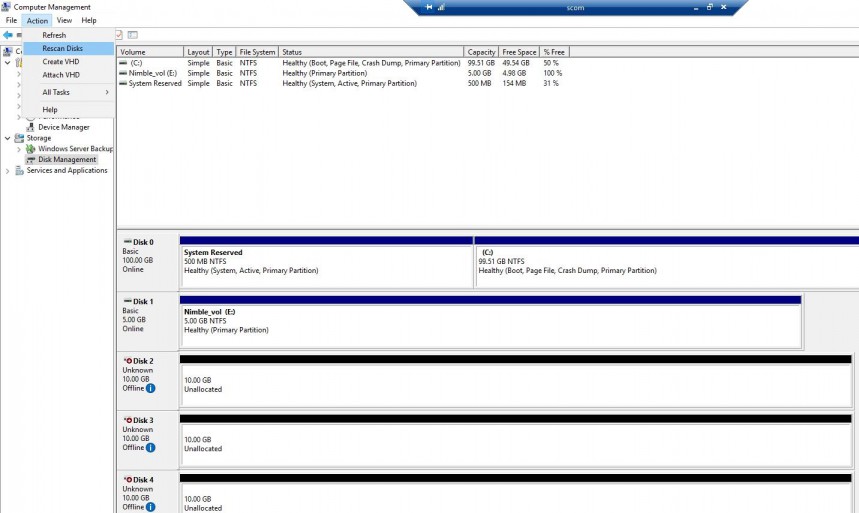 Computer Management
scom
File Action View Help
Refresh
Rescan Disks
Create VHD
Attach VHD
All Tasks
Help
Device Manager
Storage
Windows Server Backup
Disk Management
Services and Applications
Volume Layout Type File System Status Capacity Free Space % Free
(C:) Simple Basic NTFS Healthy (Boot, Page File, Crash Dump, Primary Partition) 99.51 GB 49.54 GB 50 %
Nimble_vol (E:) Simple Basic NTFS Healthy (Primary Partition) 5.00 GB 4.98 GB 100 %
System Reserved Simple Basic NTFS Healthy (System, Active, Primary Partition) 500 MB 154 MB 31 %
Disk 0
Basic
100.00 GB
Online
System Reserved
500 MB NTFS
Healthy (System, Active, Primary Partition)
(C:)
99.51 GB NTFS
Healthy (Boot, Page File, Crash Dump, Primary Partition)
Disk 1
Basic
5.00 GB
Online
Nimble_vol (E:)
5.00 GB NTFS
Healthy (Primary Partition)
Disk 2
Unknown
10.00 GB
Offline
10.00 GB
Unallocated
Disk 3
Unknown
10.00 GB
Offline
10.00 GB
Unallocated
Disk 4
Unknown
10.00 GB
Offline
10.00 GB
Unallocated